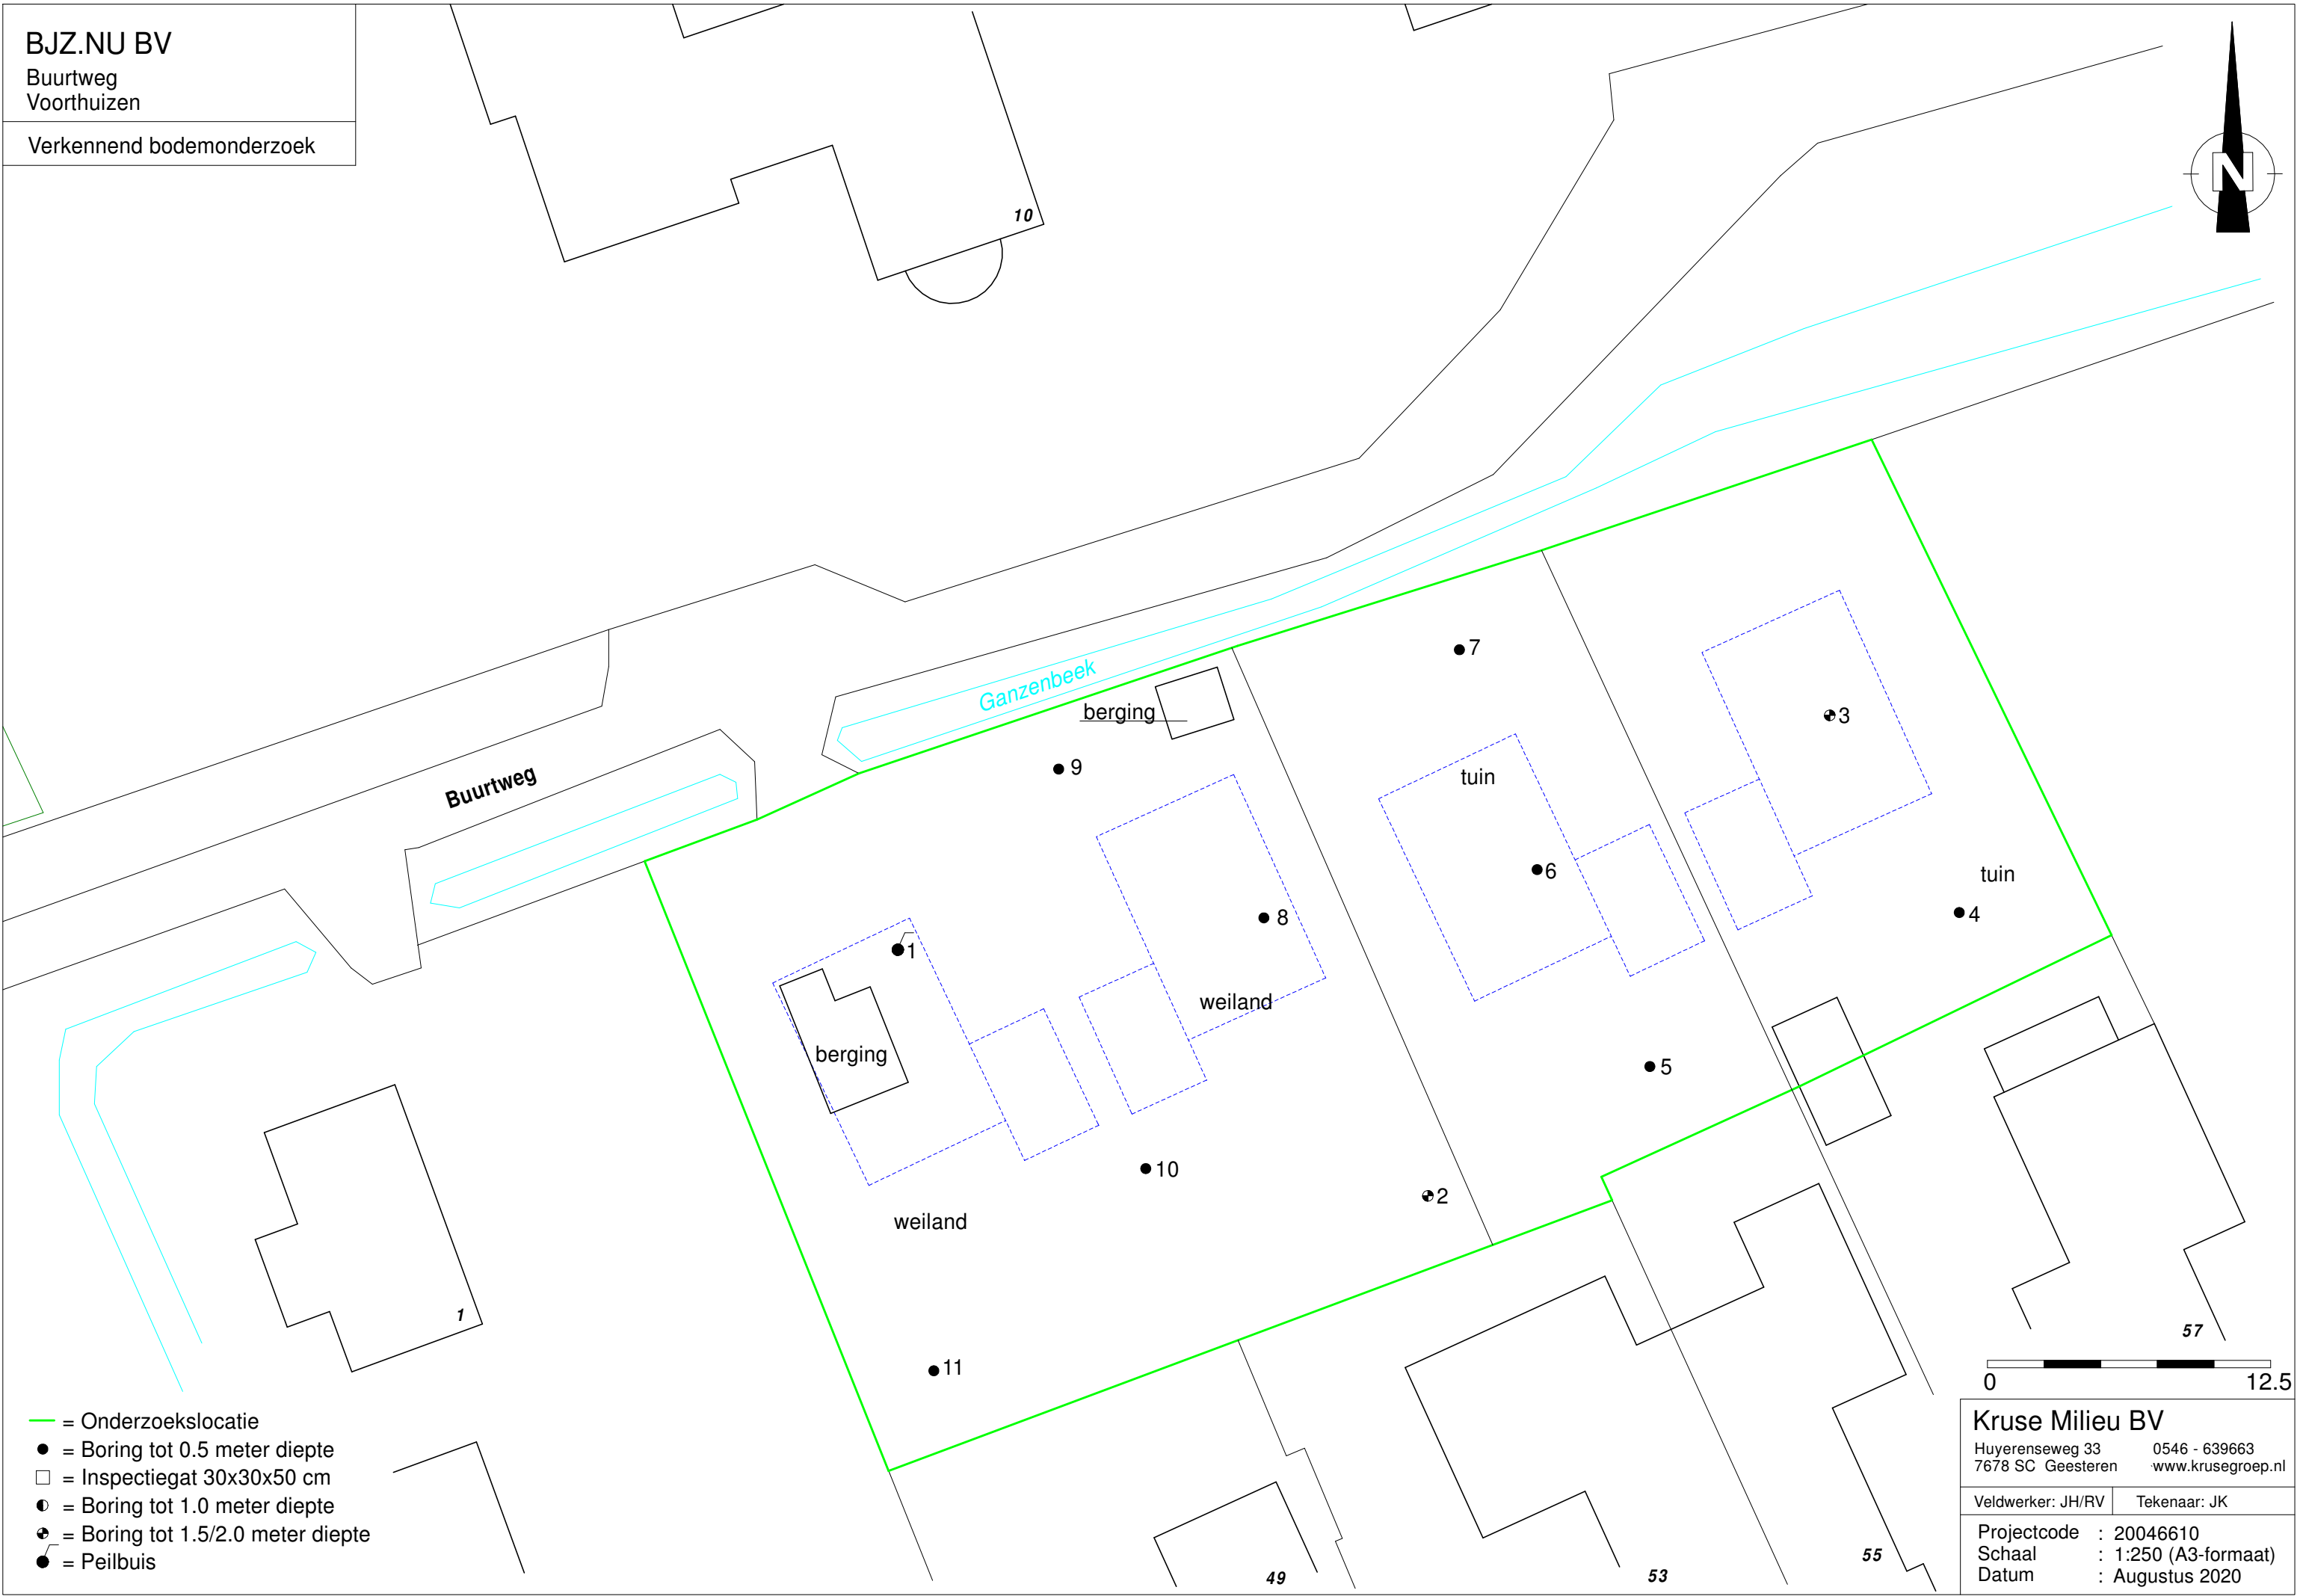 BJZ.NU BV
Buurtweg
Voorthuizen
Verkennend bodemonderzoek
N
10
Ganzenbeek
berging
7
3
9
tuin
Buurtweg
6
tuin
8
4
1
weiland
berging
5
10
2
weiland
1
57
11
0 12.5
= Onderzoekslocatie
= Boring tot 0.5 meter diepte
= Inspectiegat 30x30x50 cm
= Boring tot 1.0 meter diepte
= Boring tot 1.5/2.0 meter diepte
= Peilbuis
49
53
55
Kruse Milieu BV
Huyerenseweg 33 0546 - 639663
7678 SC Geesteren www.krusegroep.nl
Veldwerker: JH/RV Tekenaar: JK
Projectcode : 20046610
Schaal : 1:250 (A3-formaat)
Datum : Augustus 2020